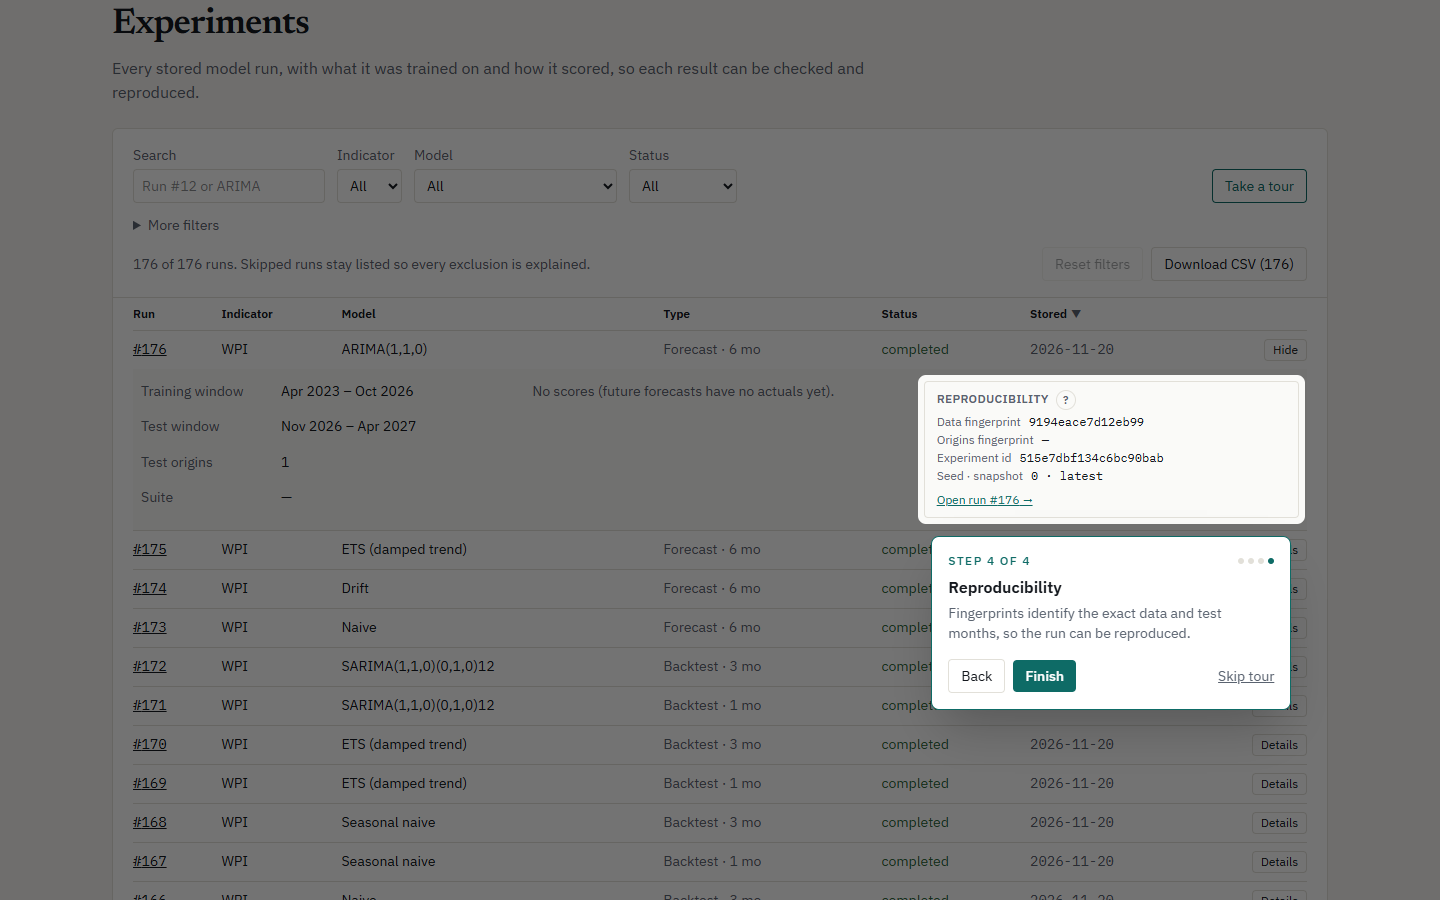 Experiments
Every stored model run, with what it was trained on and how it scored, so each result can be checked and
reproduced.
Search Indicator Model Status
Run #12 or ARIMA All All All Take a tour
▶ More filters
176 of 176 runs. Skipped runs stay listed so every exclusion is explained. Reset filters Download CSV (176)
Run Indicator Model Type Status Stored ▼
#176 WPI ARIMA(1,1,0) Forecast · 6 mo completed 2026-11-20 Hide
Training window Apr 2023 – Oct 2026 No scores (future forecasts have no actuals yet).
Test window Nov 2026 – Apr 2027
Test origins 1
Suite —
REPRODUCIBILITY ?
Data fingerprint 9194eace7d12eb99
Origins fingerprint —
Experiment id 515e7dbf134c6bc90bab
Seed · snapshot 0 · latest
Open run #176 →
#175 WPI ETS (damped trend) Forecast · 6 mo
#174 WPI Drift Forecast · 6 mo
#173 WPI Naive Forecast · 6 mo
#172 WPI SARIMA(1,1,0)(0,1,0)12 Backtest · 3 mo
#171 WPI SARIMA(1,1,0)(0,1,0)12 Backtest · 1 mo
STEP 4 OF 4
Reproducibility
Fingerprints identify the exact data and test
months, so the run can be reproduced.
Back Finish Skip tour
#170 WPI ETS (damped trend) Backtest · 3 mo completed 2026-11-20 Details
#169 WPI ETS (damped trend) Backtest · 1 mo completed 2026-11-20 Details
#168 WPI Seasonal naive Backtest · 3 mo completed 2026-11-20 Details
#167 WPI Seasonal naive Backtest · 1 mo completed 2026-11-20 Details